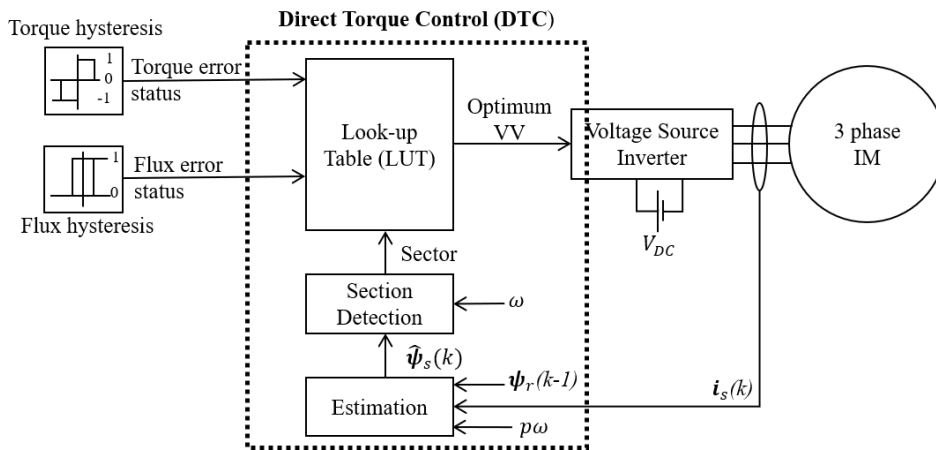 Direct Torque Control (DTC)
Torque hysteresis
1
0
-1
Torque error
status
Look-up
Table (LUT)
Optimum
VV
Voltage Source
Inverter
3 phase
IM
1
0
Flux error
status
Flux hysteresis
V_DC
Sector
Section
Detection
ω
ψ̂_s(k)
Estimation
ψ_r(k-1)
i_s(k)
pω